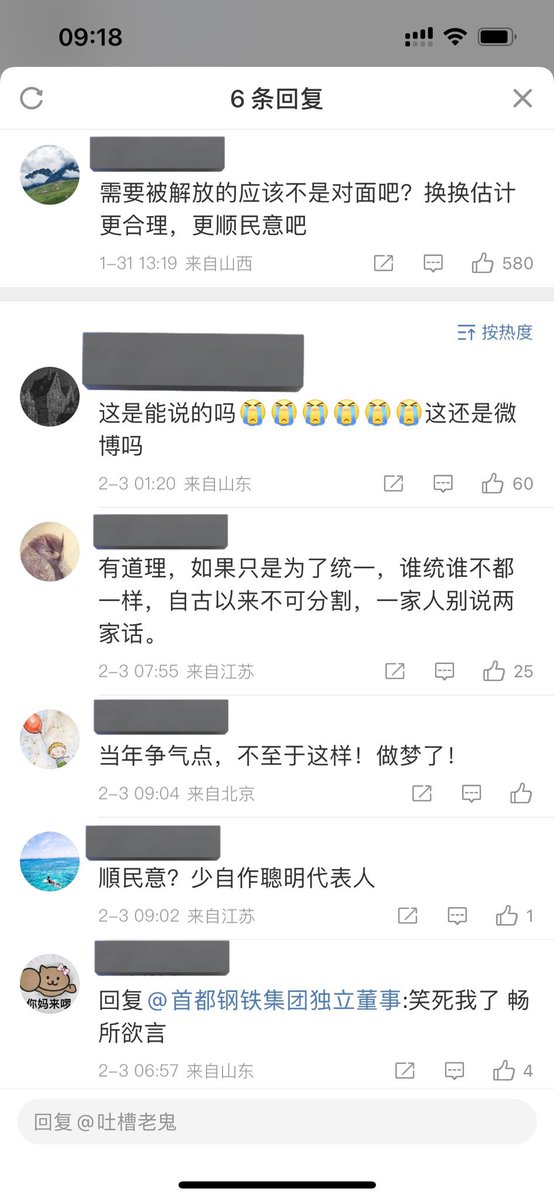 09:18
6 条回复
需要被解放的应该不是对面吧？换换估计
更合理，更顺民意吧
1-31 13:19 来自山西
580
按热度
这是能说的吗😭😭😭😭😭😭这还是微
博吗
2-3 01:20 来自山东
60
有道理，如果只是为了统一，谁统谁不都
一样，自古以来不可分割，一家人别说两
家话。
2-3 07:55 来自江苏
25
当年争气点，不至于这样！做梦了！
2-3 09:04 来自北京
順民意？少自作聰明代表人
2-3 09:02 来自江苏
1
你妈来啰
回复@首都钢铁集团独立董事:笑死我了 畅
所欲言
2-3 06:57 来自山东
4
回复@吐槽老鬼